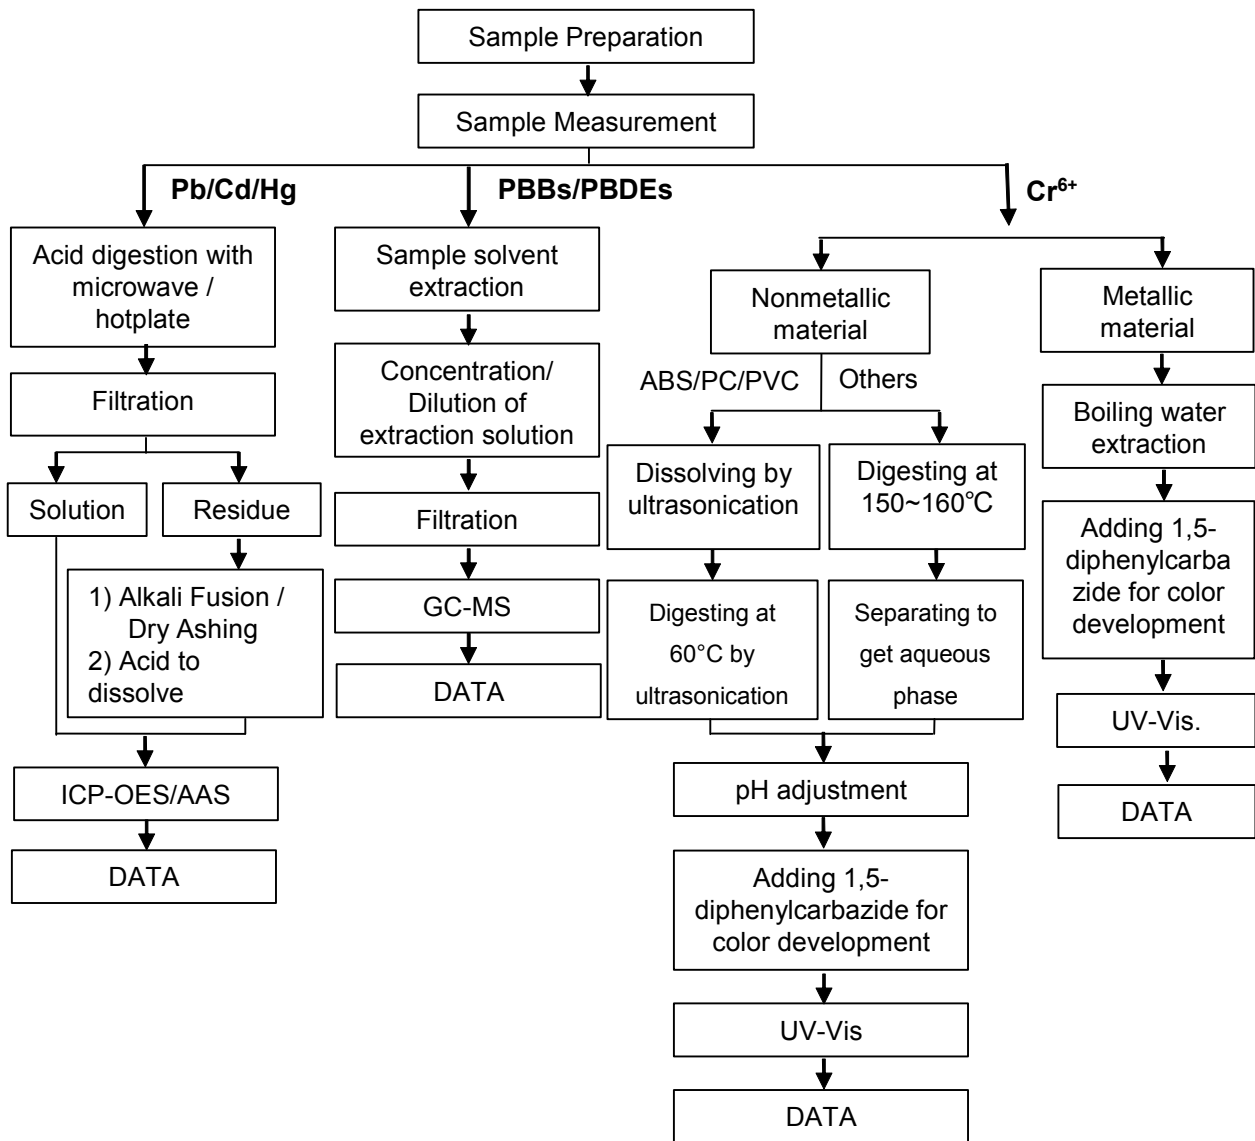 Sample Preparation
Sample Measurement
Pb/Cd/Hg
PBBs/PBDEs
Cr⁶⁺
Acid digestion with
microwave /
hotplate
Filtration
Solution
Residue
1) Alkali Fusion /
Dry Ashing
2) Acid to
dissolve
ICP-OES/AAS
DATA
Sample solvent
extraction
Concentration/
Dilution of
extraction solution
Filtration
GC-MS
DATA
Nonmetallic
material
ABS/PC/PVC
Others
Dissolving by
ultrasonication
Digesting at
60°C by
ultrasonication
Digesting at
150~160℃
Separating to
get aqueous
phase
pH adjustment
Adding 1,5-
diphenylcarbazide for
color development
UV-Vis
DATA
Metallic
material
Boiling water
extraction
Adding 1,5-
diphenylcarba
zide for color
development
UV-Vis.
DATA